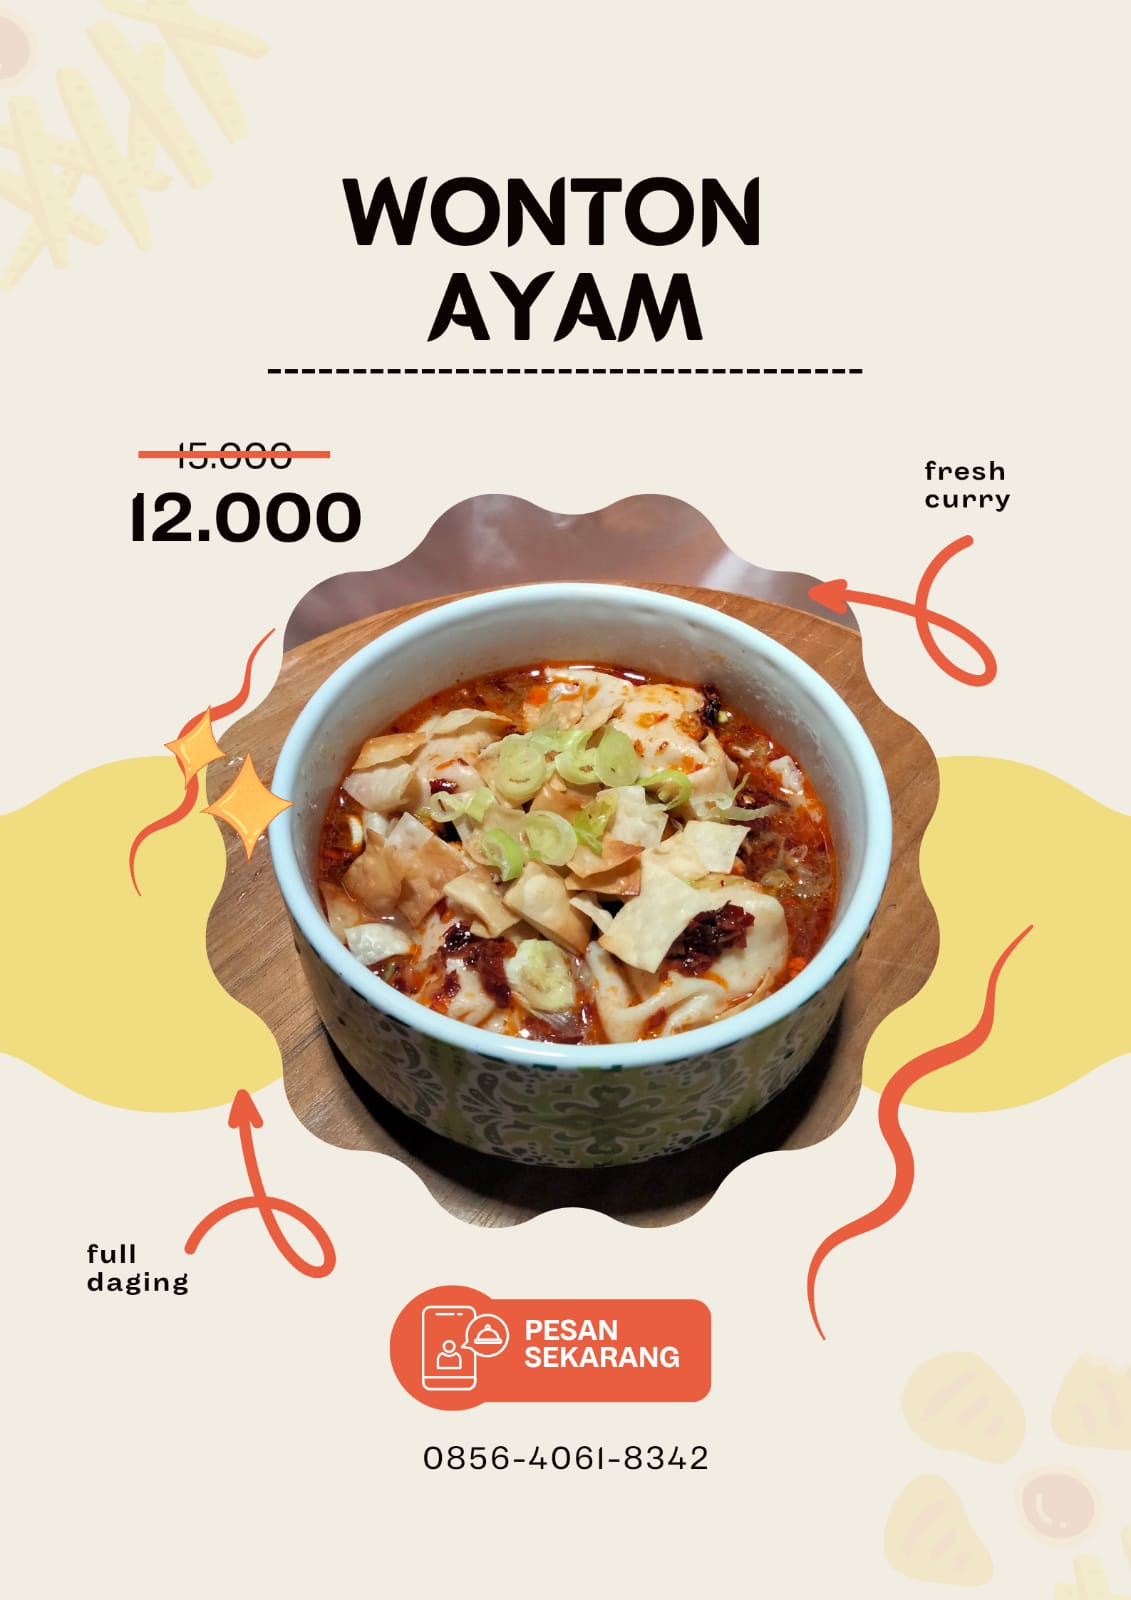 WONTON
AYAM
15.000
12.000
fresh
curry
full
daging
PESAN
SEKARANG
0856-4061-8342